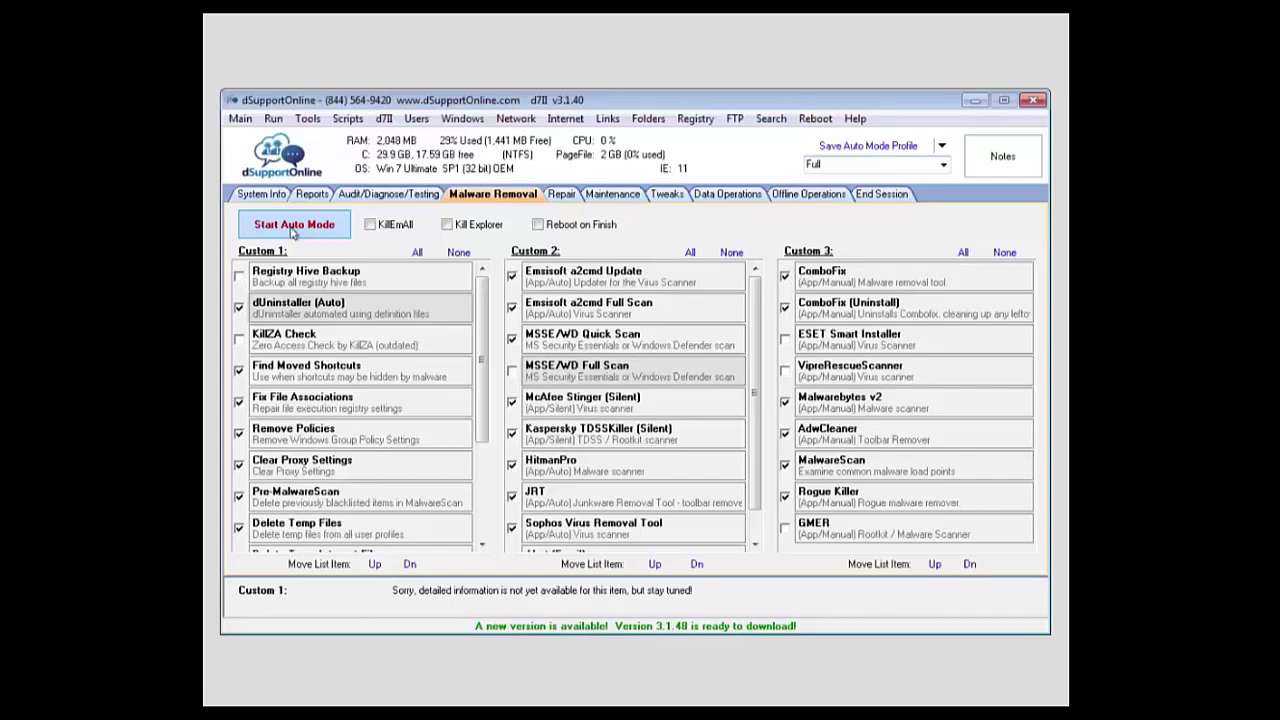 dSupportOnline - (844) 564-9420 www.dSupportOnline.com d7II v3.1.40
Main Run Tools Scripts d7II Users Windows Network Internet Links Folders Registry FTP Search Reboot Help
dSupportOnline
RAM: 2,048 MB 29% Used (1,441 MB Free) CPU: 0 %
C: 29.9 GB, 17.59 GB free (NTFS) PageFile: 2 GB (0% used)
OS: Win 7 Ultimate SP1 (32 bit) OEM IE: 11
Save Auto Mode Profile
Full
Notes
System Info Reports Audit/Diagnose/Testing Malware Removal Repair Maintenance Tweaks Data Operations Offline Operations End Session
Start Auto Mode KillEmAll Kill Explorer Reboot on Finish
Custom 1: All None
Registry Hive Backup
Backup all registry hive files
dUninstaller (Auto)
dUninstaller automated using definition files
KillZA Check
Zero Access Check by KillZA (outdated)
Find Moved Shortcuts
Use when shortcuts may be hidden by malware
Fix File Associations
Repair file execution registry settings
Remove Policies
Remove Windows Group Policy Settings
Clear Proxy Settings
Clear Proxy Settings
Pre-MalwareScan
Delete previously blacklisted items in MalwareScan
Delete Temp Files
Delete temp files from all user profiles
Move List Item: Up Dn
Custom 2: All None
Emsisoft a2cmd Update
(App/Auto) Updater for the Virus Scanner
Emsisoft a2cmd Full Scan
(App/Auto) Virus Scanner
MSSE/WD Quick Scan
MS Security Essentials or Windows Defender scan
MSSE/WD Full Scan
MS Security Essentials or Windows Defender scan
McAfee Stinger (Silent)
(App/Silent) Virus scanner
Kaspersky TDSSKiller (Silent)
(App/Silent) TDSS / Rootkit scanner
HitmanPro
(App/Auto) Malware scanner
JRT
(App/Auto) Junkware Removal Tool - toolbar remove
Sophos Virus Removal Tool
(App/Auto) Virus scanner
Move List Item: Up Dn
Custom 3: All None
ComboFix
(App/Manual) Malware removal tool.
ComboFix (Uninstall)
(App/Manual) Uninstalls Combofix, cleaning up any lefto
ESET Smart Installer
(App/Manual) Virus Scanner
VipreRescueScanner
(App/Manual) Virus scanner
Malwarebytes v2
(App/Manual) Malware scanner
AdwCleaner
(App/Manual) Toolbar Remover
MalwareScan
Examine common malware load points
Rogue Killer
(App/Manual) Rogue malware remover.
GMER
(App/Manual) Rootkit / Malware Scanner
Move List Item: Up Dn
Custom 1: Sorry, detailed information is not yet available for this item, but stay tuned!
A new version is available! Version 3.1.48 is ready to download!